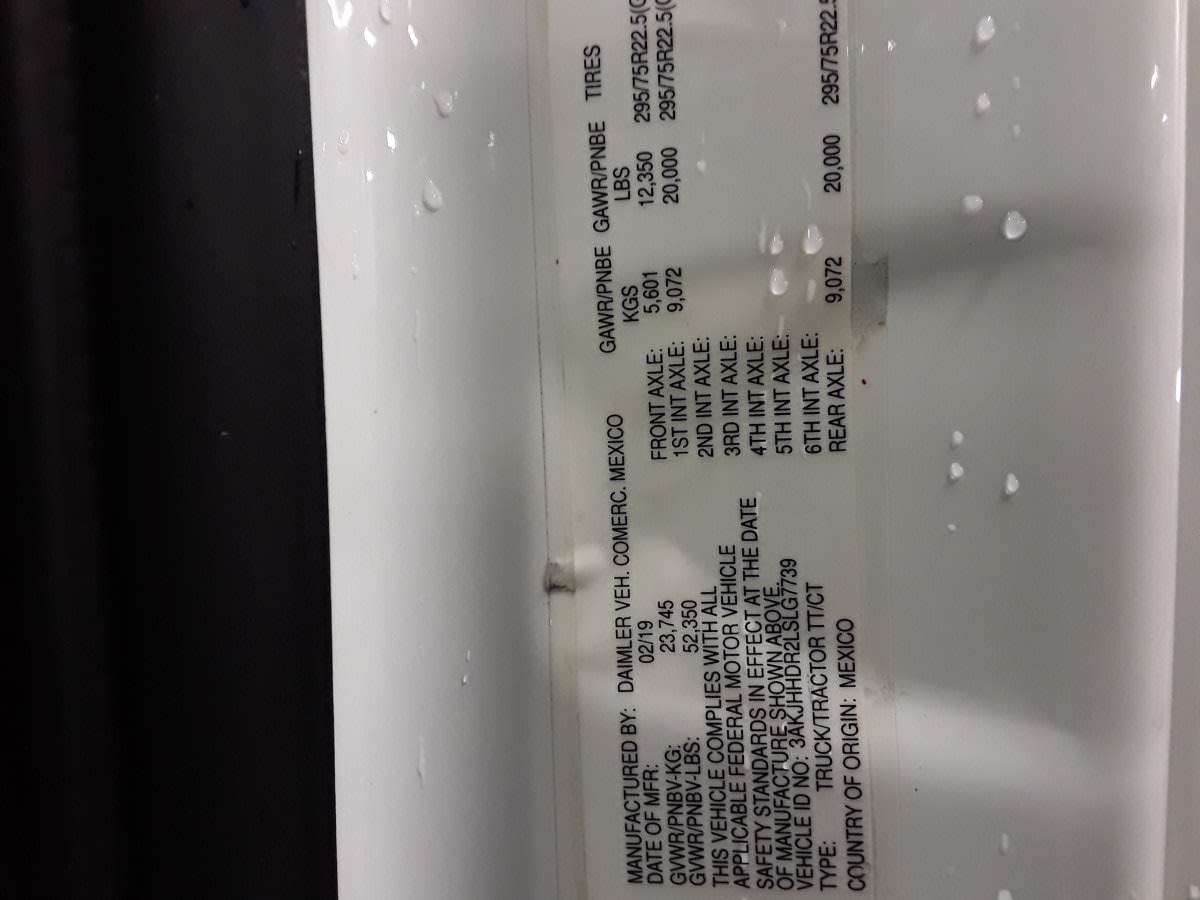 MANUFACTURED BY: DAIMLER VEH. COMERC. MEXICO
DATE OF MFR: 02/19
GVWR/PNBV-KG: 23,745
GVWR/PNBV-LBS: 52,350
THIS VEHICLE COMPLIES WITH ALL
APPLICABLE FEDERAL MOTOR VEHICLE
SAFETY STANDARDS IN EFFECT AT THE DATE
OF MANUFACTURE SHOWN ABOVE.
VEHICLE ID NO: 3AKJHHDR2LSLG7739
TYPE: TRUCK/TRACTOR TT/CT
COUNTRY OF ORIGIN: MEXICO
GAWR/PNBE GAWR/PNBE TIRES
KGS LBS
FRONT AXLE: 5,601 12,350 295/75R22.5(
1ST INT AXLE: 9,072 20,000 295/75R22.5(
2ND INT AXLE:
3RD INT AXLE:
4TH INT AXLE:
5TH INT AXLE:
6TH INT AXLE:
REAR AXLE: 9,072 20,000 295/75R22.5